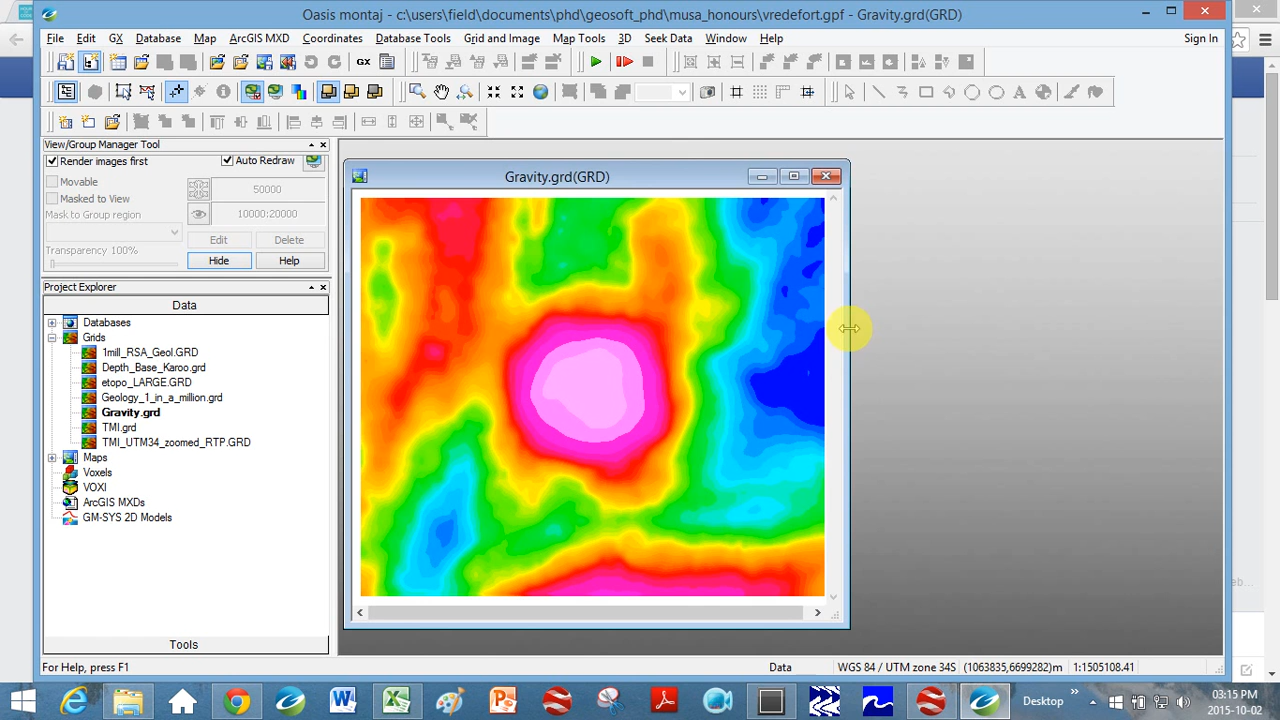 Oasis montaj - c:\users\field\documents\phd\geosoft_phd\musa_honours\vredefort.gpf - Gravity.grd(GRD)
File Edit GX Database Map ArcGIS MXD Coordinates Database Tools Grid and Image Map Tools 3D Seek Data Window Help Sign In
GX
View/Group Manager Tool
Render images first Auto Redraw
Movable 50000
Masked to View
Mask to Group region 10000:20000
Edit Delete
Transparency 100%
Hide Help
Project Explorer
Data
Databases
Grids
1mill_RSA_Geol.GRD
Depth_Base_Karoo.grd
etopo_LARGE.GRD
Geology_1_in_a_million.grd
Gravity.grd
TMI.grd
TMI_UTM34_zoomed_RTP.GRD
Maps
Voxels
VOXI
ArcGIS MXDs
GM-SYS 2D Models
Tools
Gravity.grd(GRD)
For Help, press F1 Data WGS 84 / UTM zone 34S (1063835,6699282)m 1:1505108.41
Desktop
03:15 PM
2015-10-02